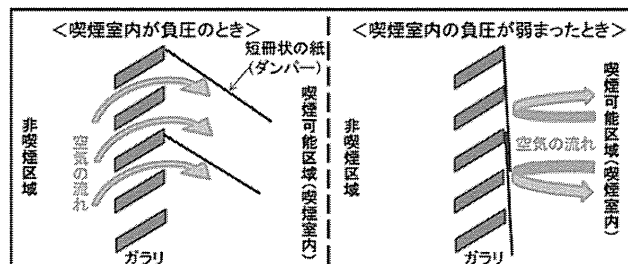 ＜喫煙室内が負圧のとき＞
短冊状の紙
(ダンパー)
非喫煙区域
空気の流れ
喫煙可能区域(喫煙室内)
ガラリ
＜喫煙室内の負圧が弱まったとき＞
非喫煙区域
空気の流れ
喫煙可能区域(喫煙室内)
ガラリ